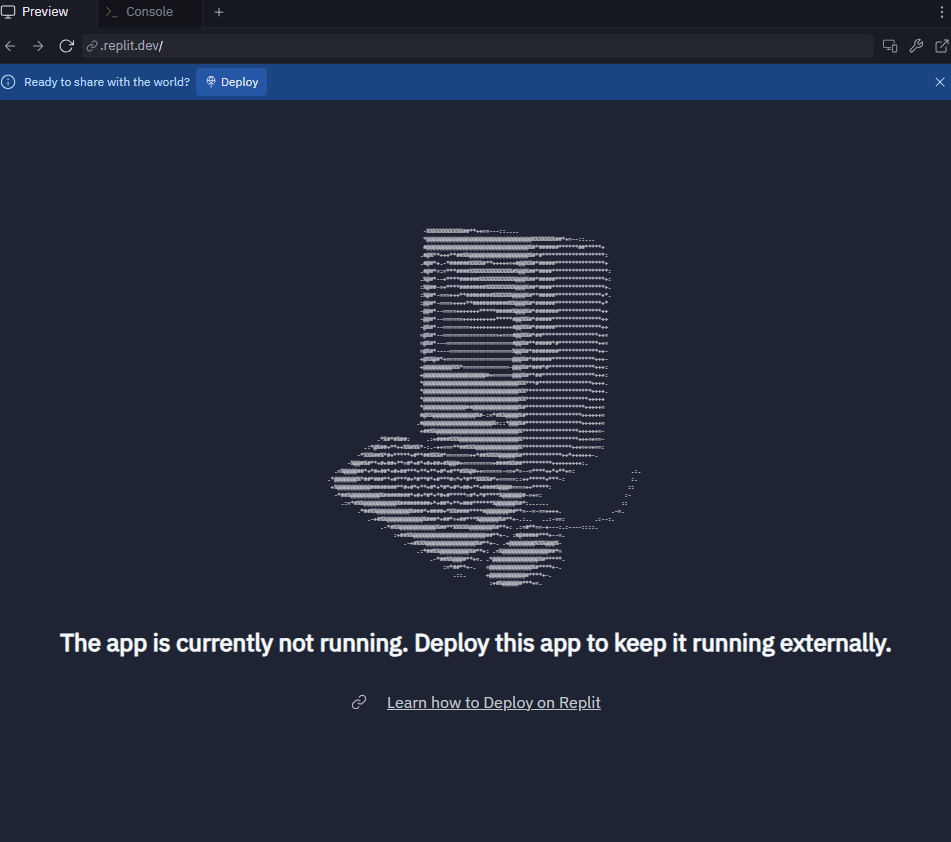 Preview
>_ Console
+
.replit.dev/
Ready to share with the world? Deploy
The app is currently not running. Deploy this app to keep it running externally.
Learn how to Deploy on Replit